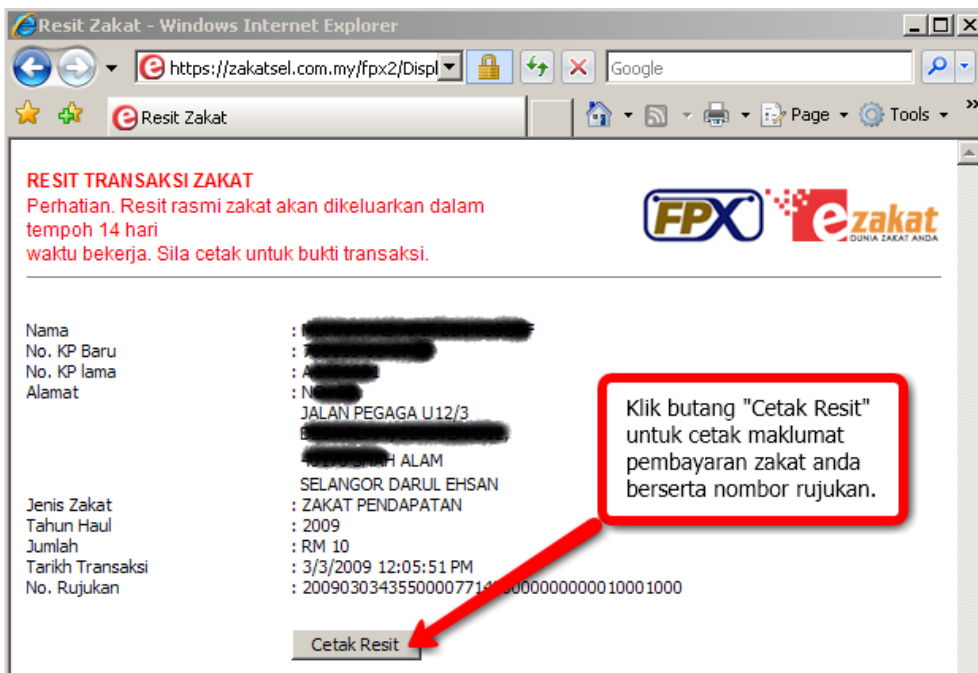 Resit Zakat - Windows Internet Explorer
https://zakatsel.com.my/fpx2/Displ
Google
Resit Zakat
Page
Tools
RESIT TRANSAKSI ZAKAT
Perhatian. Resit rasmi zakat akan dikeluarkan dalam
tempoh 14 hari
waktu bekerja. Sila cetak untuk bukti transaksi.
FPX
e zakat
DUNIA ZAKAT ANDA
Nama :
No. KP Baru :
No. KP lama :
Alamat :
JALAN PEGAGA U12/3
ALAM
SELANGOR DARUL EHSAN
Jenis Zakat : ZAKAT PENDAPATAN
Tahun Haul : 2009
Jumlah : RM 10
Tarikh Transaksi : 3/3/2009 12:05:51 PM
No. Rujukan :
Klik butang "Cetak Resit"
untuk cetak maklumat
pembayaran zakat anda
berserta nombor rujukan.
Cetak Resit